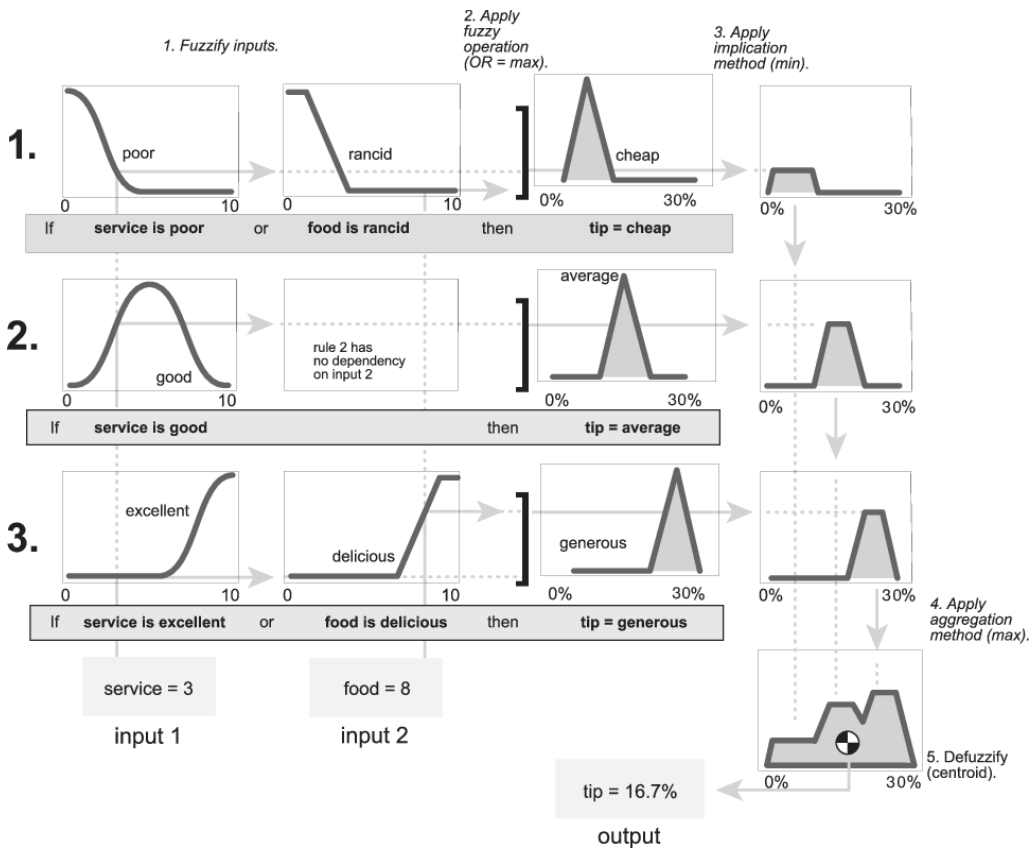 1. Fuzzify inputs.
2. Apply
fuzzy
operation
(OR = max).
3. Apply
implication
method (min).
1.
poor
rancid
cheap
0 10
0 10
0% 30%
0% 30%
If service is poor or food is rancid then tip = cheap
2.
good
rule 2 has
no dependency
on input 2
average
0 10
0% 30%
0% 30%
If service is good then tip = average
3.
excellent
delicious
generous
0 10
0 10
0% 30%
0% 30%
If service is excellent or food is delicious then tip = generous
4. Apply
aggregation
method (max).
service = 3
input 1
food = 8
input 2
0% 30%
5. Defuzzify
(centroid).
tip = 16.7%
output